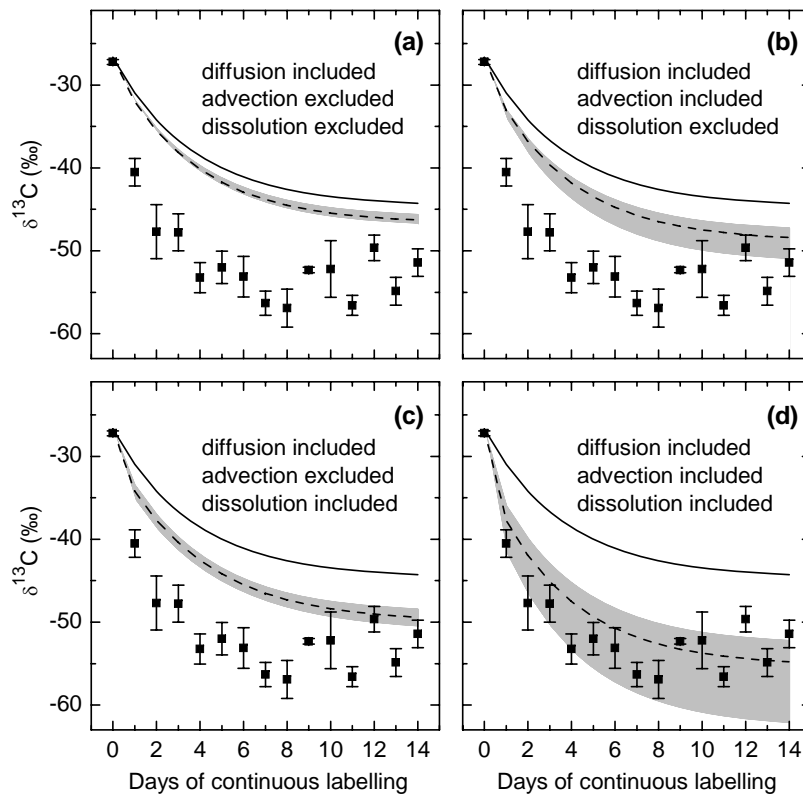 (a)
diffusion included
advection excluded
dissolution excluded
(b)
diffusion included
advection included
dissolution excluded
-30
-40
-50
-60
δ13C (‰)
(c)
diffusion included
advection excluded
dissolution included
(d)
diffusion included
advection included
dissolution included
-30
-40
-50
-60
δ13C (‰)
0 2 4 6 8 10 12 14
0 2 4 6 8 10 12 14
Days of continuous labelling
Days of continuous labelling